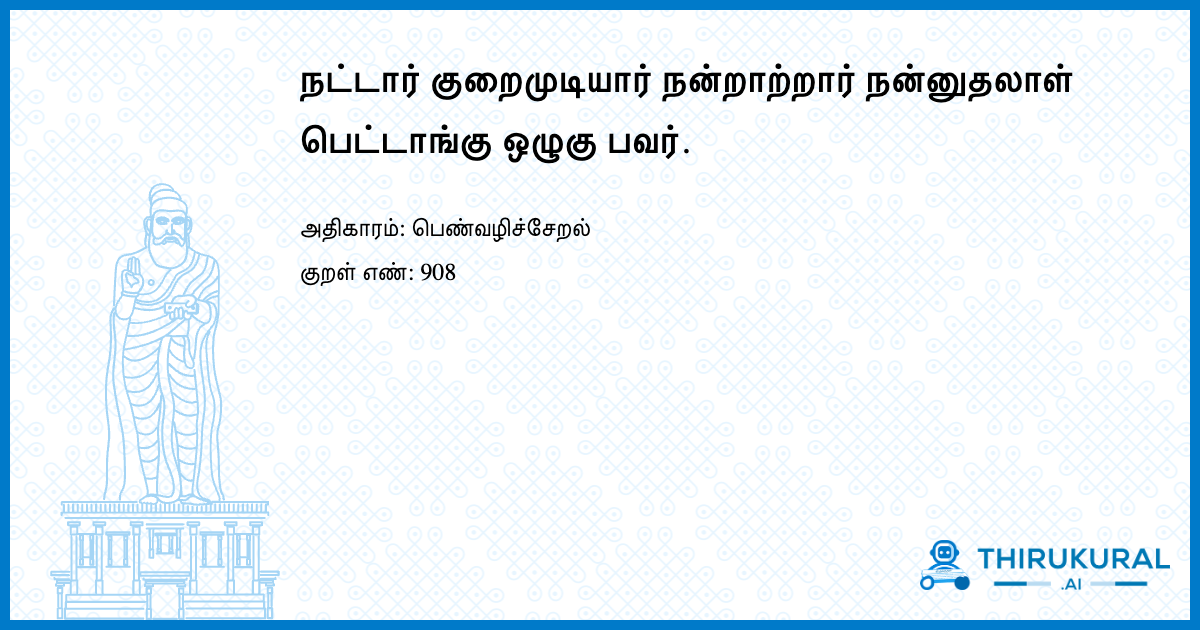 நட்டார் குறைமுடியார் நன்றாற்றார் நன்னுதலாள்
பெட்டாங்கு ஒழுகு பவர்.
அதிகாரம்: பெண்வழிச்சேறல்
குறள் எண்: 908
THIRUKURAL
.AI